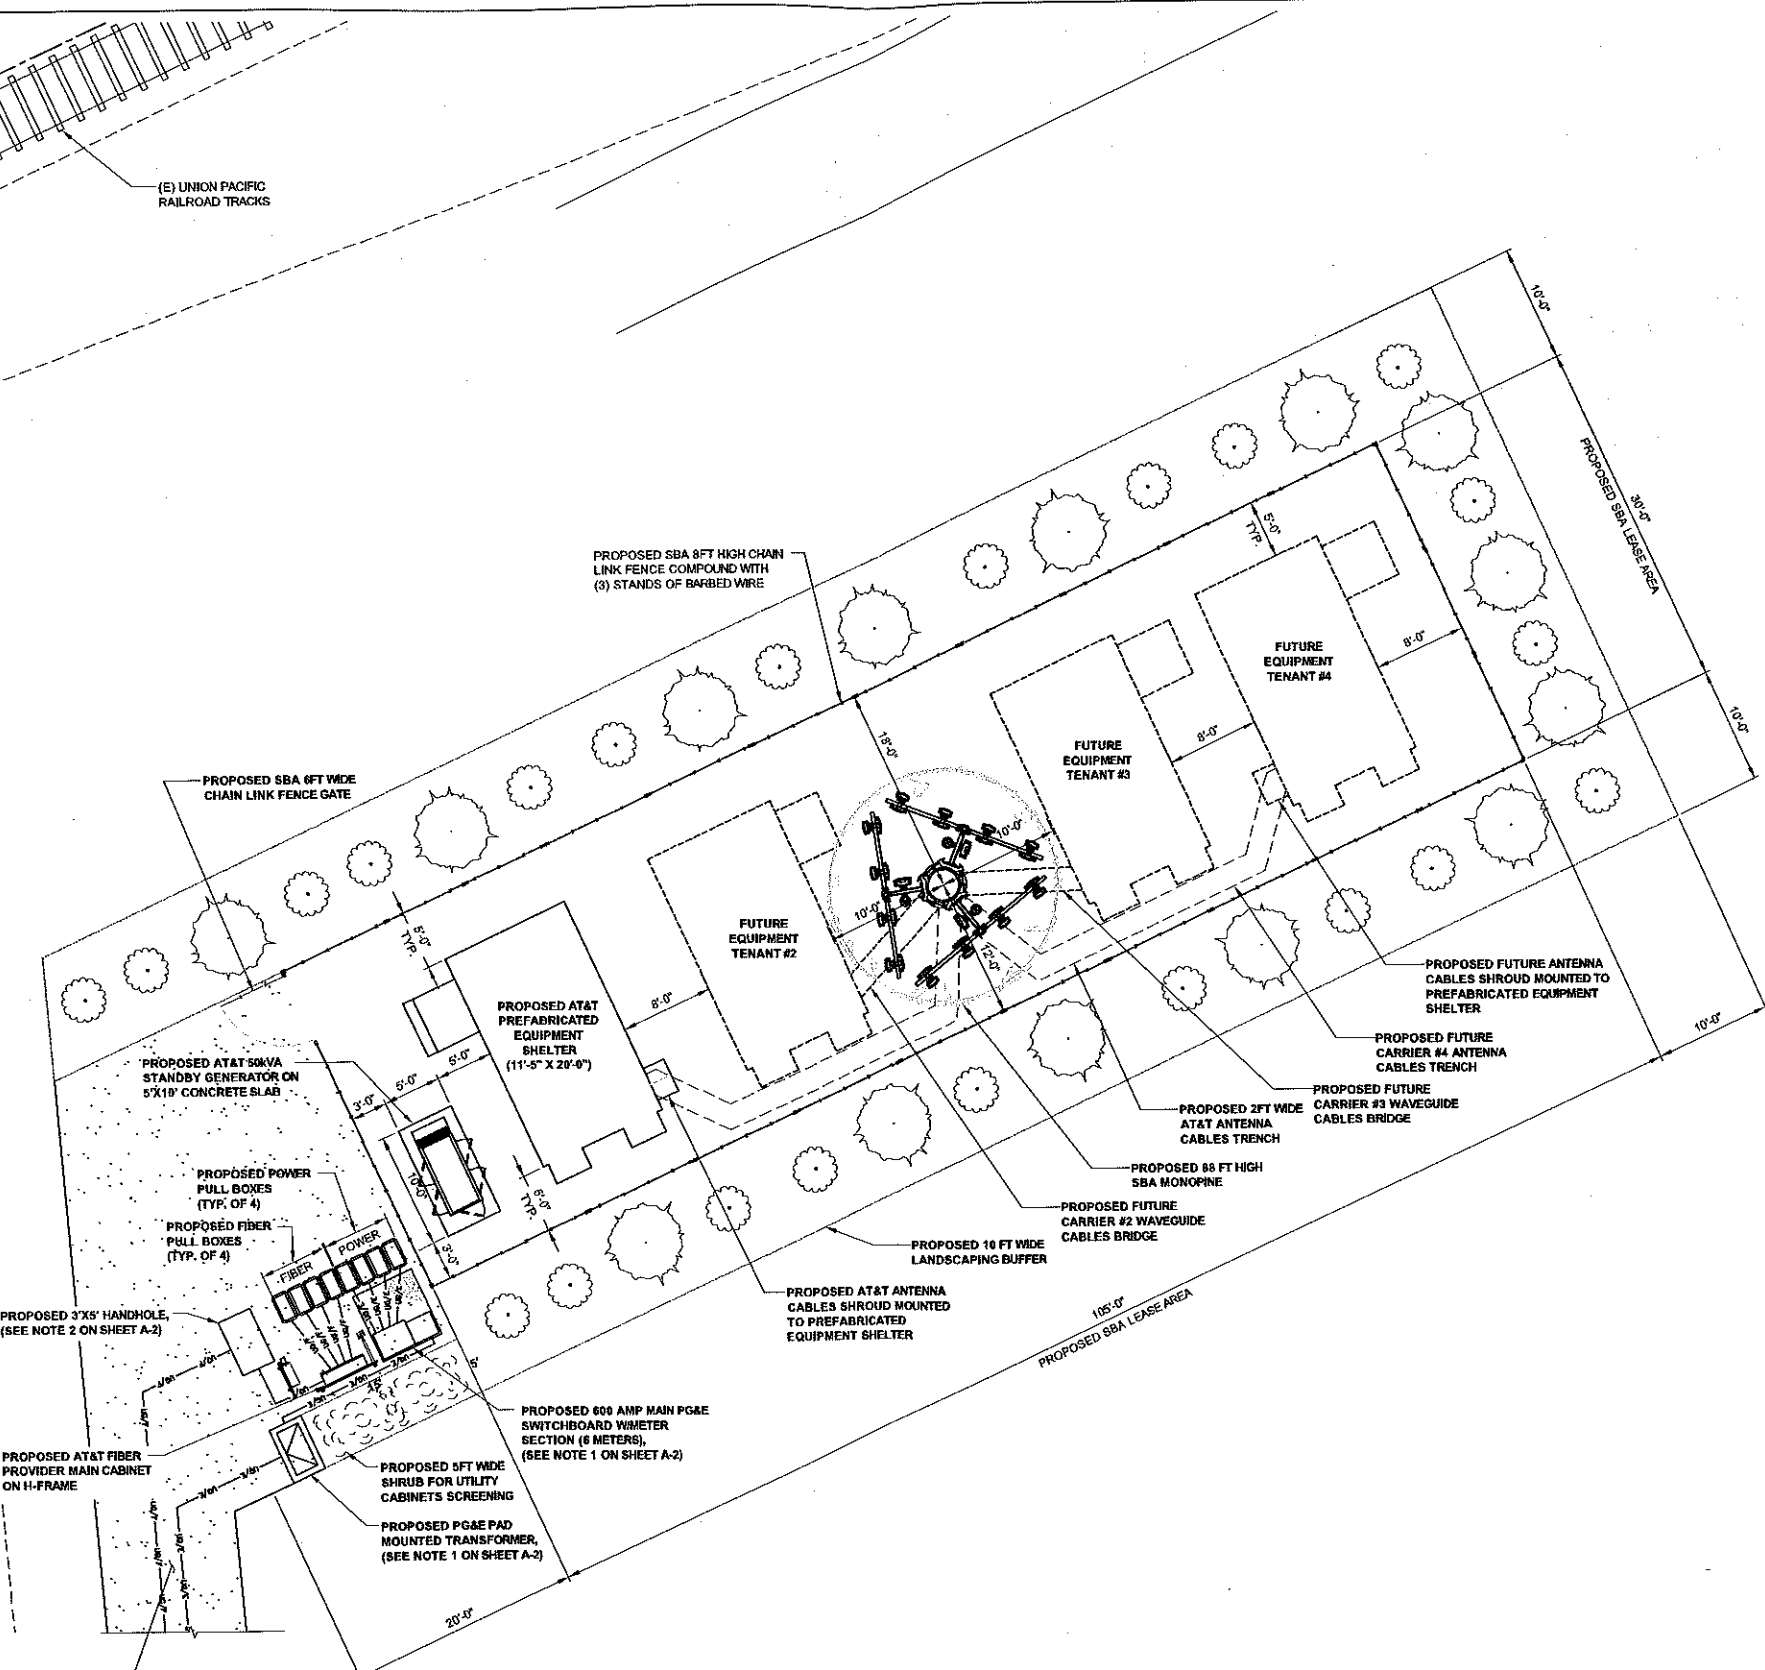 (E) UNION PACIFIC
RAILROAD TRACKS
10'-0"
30'-0"
PROPOSED SBA LEASE AREA
10'-0"
10'-0"
PROPOSED SBA 8FT HIGH CHAIN
LINK FENCE COMPOUND WITH
(3) STANDS OF BARBED WIRE
5'-0"
TYP.
FUTURE
EQUIPMENT
TENANT #4
8'-0"
FUTURE
EQUIPMENT
TENANT #3
8'-0"
18'-0"
10'-0"
10'-0"
12'-0"
PROPOSED SBA 6FT WIDE
CHAIN LINK FENCE GATE
FUTURE
EQUIPMENT
TENANT #2
5'-0"
TYP.
8'-0"
PROPOSED AT&T
PREFABRICATED
EQUIPMENT
SHELTER
(11'-5" X 20'-0")
5'-0"
5'-0"
3'-0"
10'-0"
3'-0"
5'-0"
TYP.
PROPOSED AT&T 50kVA
STANDBY GENERATOR ON
5'X19' CONCRETE SLAB
PROPOSED POWER
PULL BOXES
(TYP. OF 4)
PROPOSED FIBER
PULL BOXES
(TYP. OF 4)
FIBER
POWER
PROPOSED 3'X5' HANDHOLE,
(SEE NOTE 2 ON SHEET A-2)
PROPOSED AT&T FIBER
PROVIDER MAIN CABINET
ON H-FRAME
5'
PROPOSED 600 AMP MAIN PG&E
SWITCHBOARD W/METER
SECTION (6 METERS),
(SEE NOTE 1 ON SHEET A-2)
PROPOSED 5FT WIDE
SHRUB FOR UTILITY
CABINETS SCREENING
PROPOSED PG&E PAD
MOUNTED TRANSFORMER,
(SEE NOTE 1 ON SHEET A-2)
PROPOSED FUTURE ANTENNA
CABLES SHROUD MOUNTED TO
PREFABRICATED EQUIPMENT
SHELTER
PROPOSED FUTURE
CARRIER #4 ANTENNA
CABLES TRENCH
PROPOSED FUTURE
CARRIER #3 WAVEGUIDE
CABLES BRIDGE
PROPOSED 2FT WIDE
AT&T ANTENNA
CABLES TRENCH
PROPOSED 88 FT HIGH
SBA MONOPINE
PROPOSED FUTURE
CARRIER #2 WAVEGUIDE
CABLES BRIDGE
PROPOSED 10 FT WIDE
LANDSCAPING BUFFER
PROPOSED AT&T ANTENNA
CABLES SHROUD MOUNTED
TO PREFABRICATED
EQUIPMENT SHELTER
105'-0"
PROPOSED SBA LEASE AREA
20'-0"